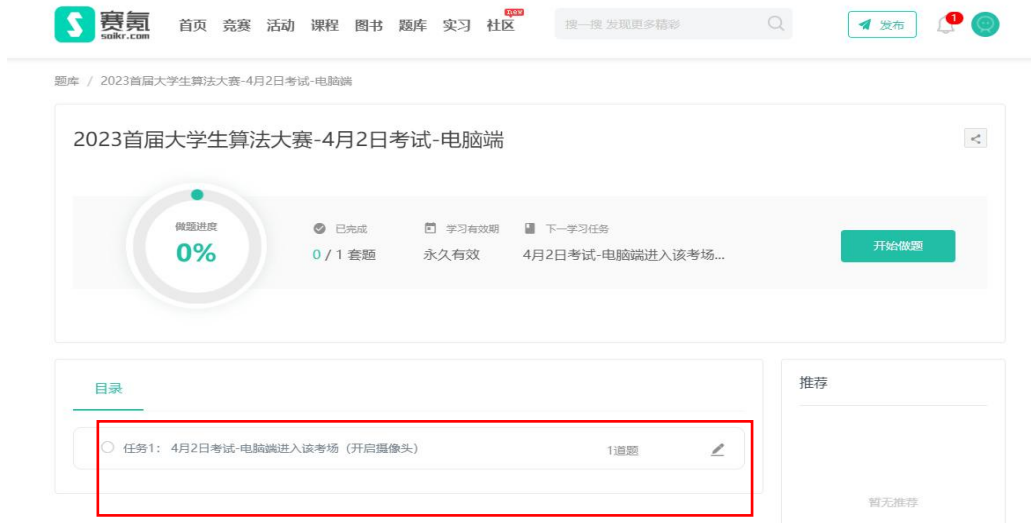 赛氪
saikr.com
首页 竞赛 活动 课程 图书 题库 实习 社区
new
搜一搜 发现更多精彩
发布
1
题库 / 2023首届大学生算法大赛-4月2日考试-电脑端
2023首届大学生算法大赛-4月2日考试-电脑端
做题进度
0%
已完成
0 / 1 套题
学习有效期
永久有效
下一学习任务
4月2日考试-电脑端进入该考场...
开始做题
目录
任务1： 4月2日考试-电脑端进入该考场（开启摄像头）
1道题
推荐
暂无推荐